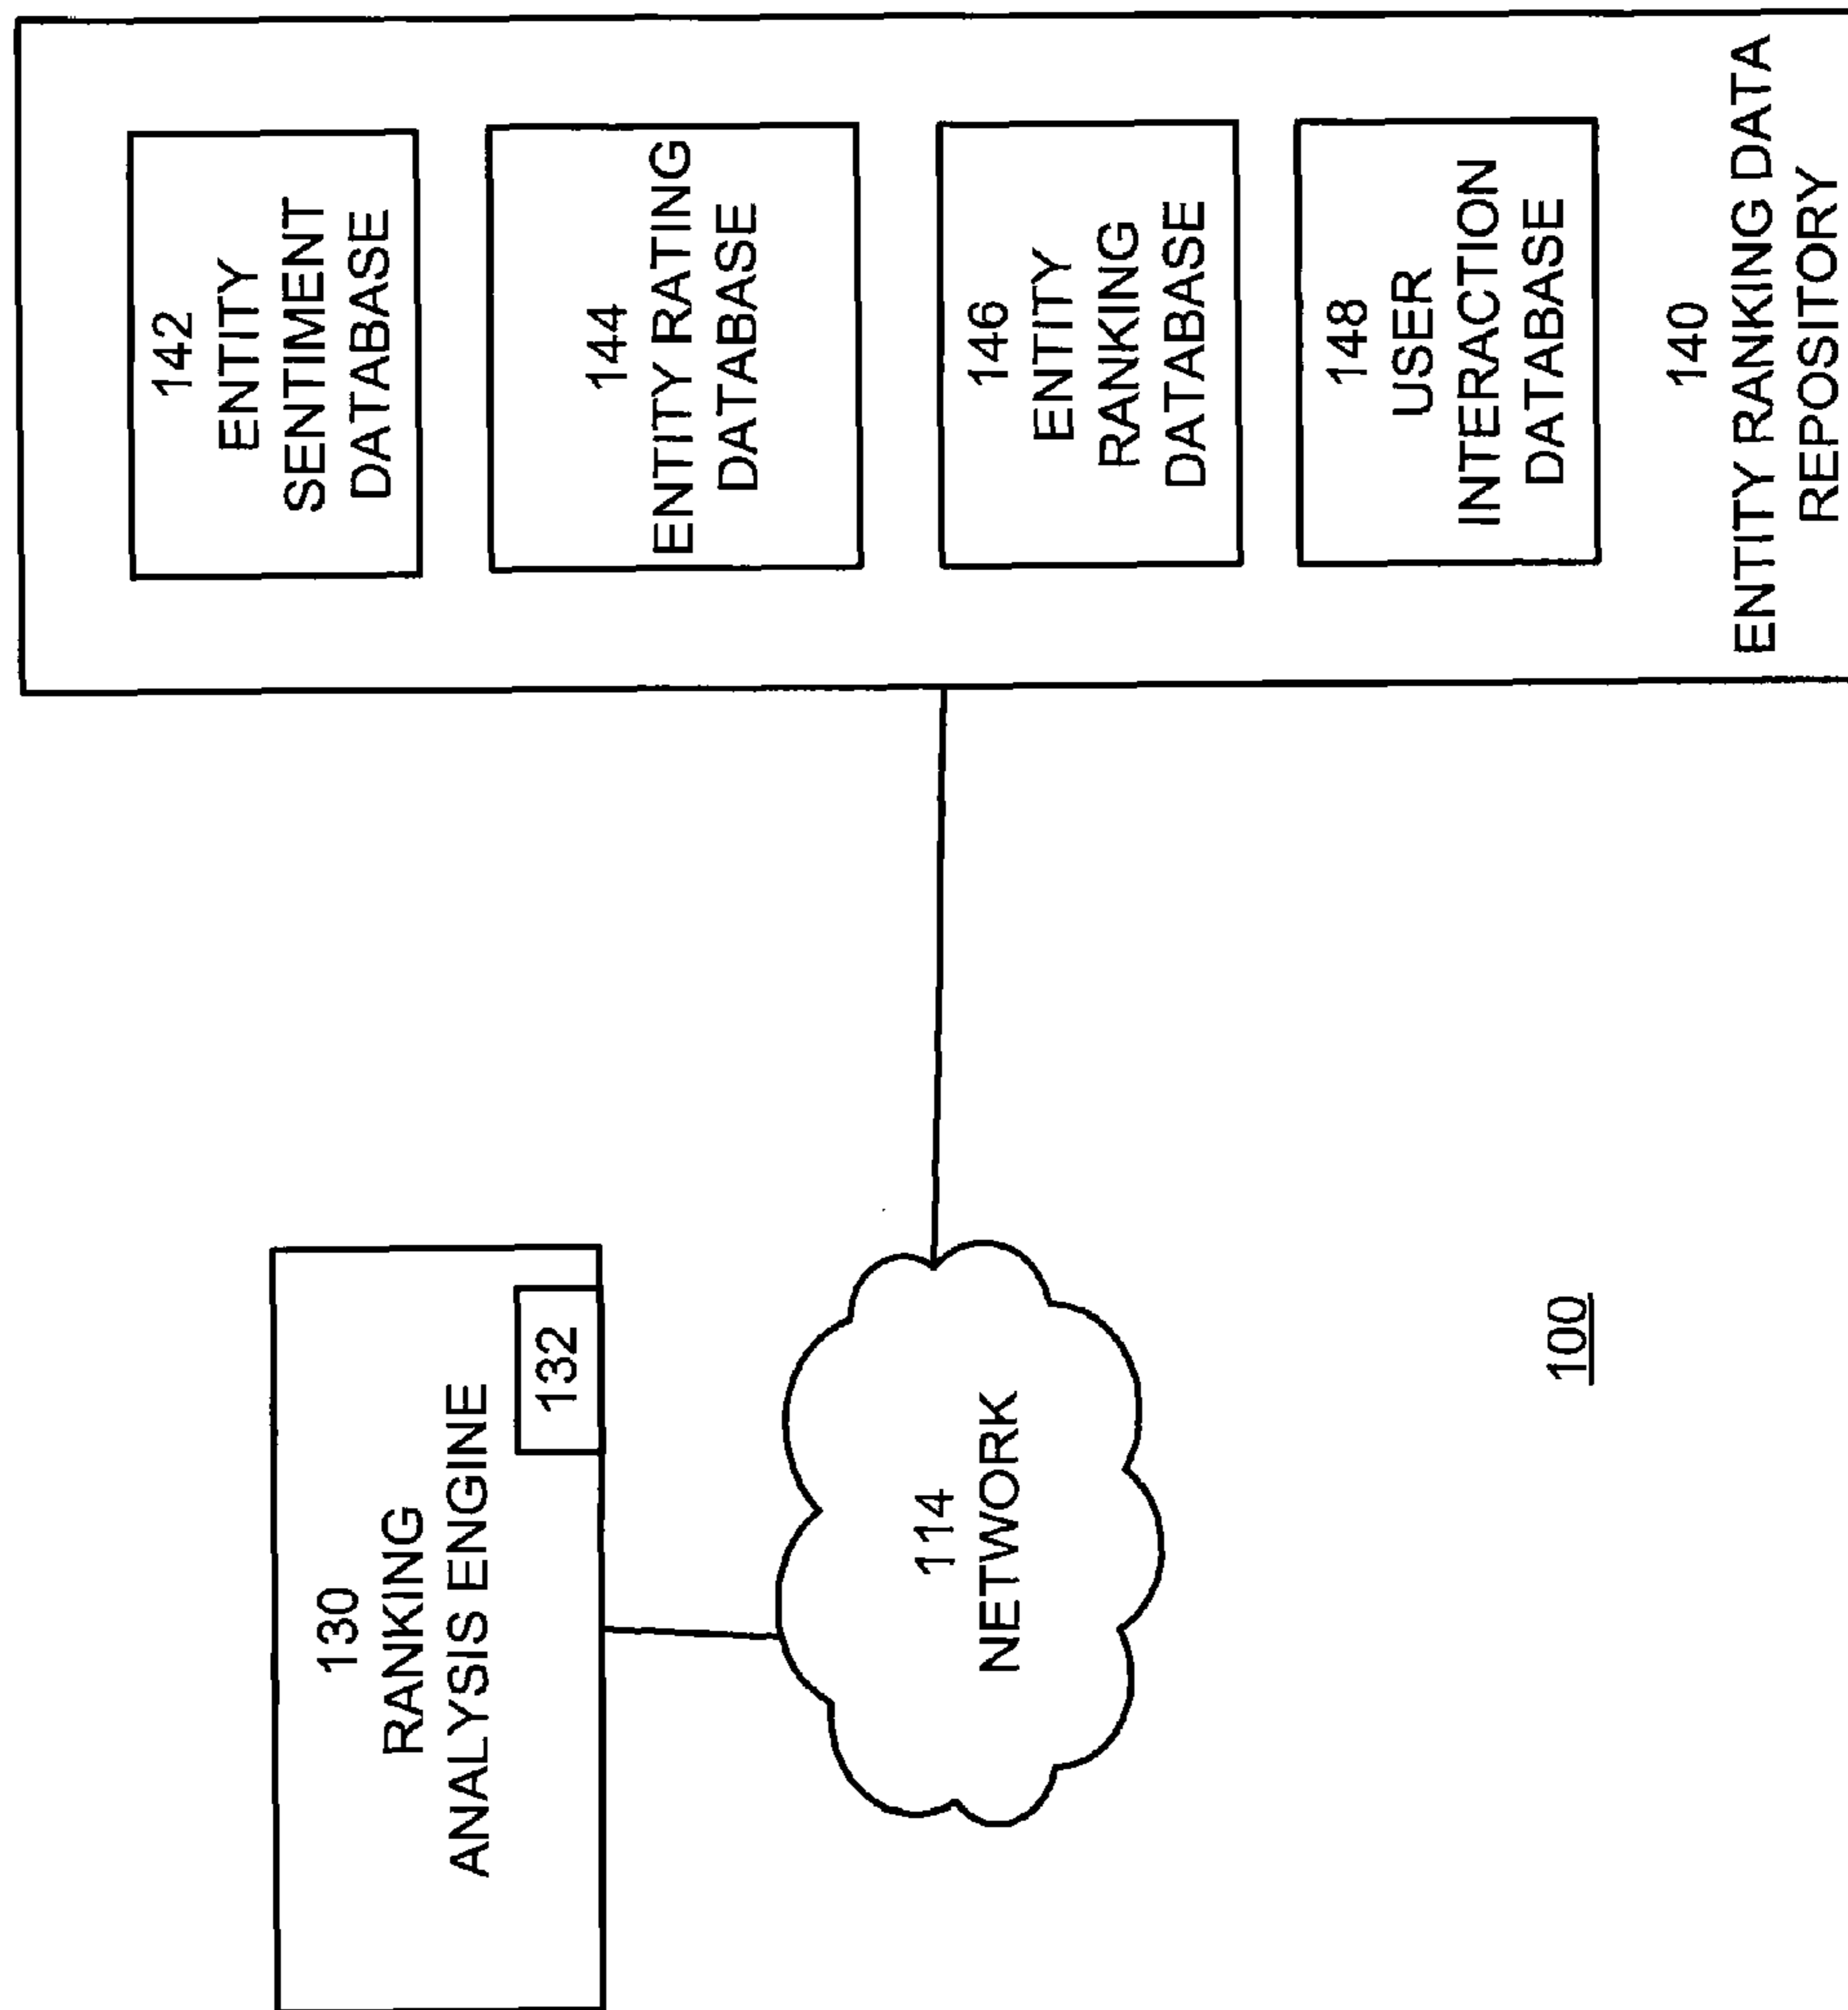 130
RANKING
ANALYSIS ENGINE
132
114
NETWORK
100
142
ENTITY
SENTIMENT
DATABASE
144
ENTITY RATING
DATABASE
146
ENTITY
RANKING
DATABASE
148
USER
INTERACTION
DATABASE
140
ENTITY RANKING DATA
REPOSITORY